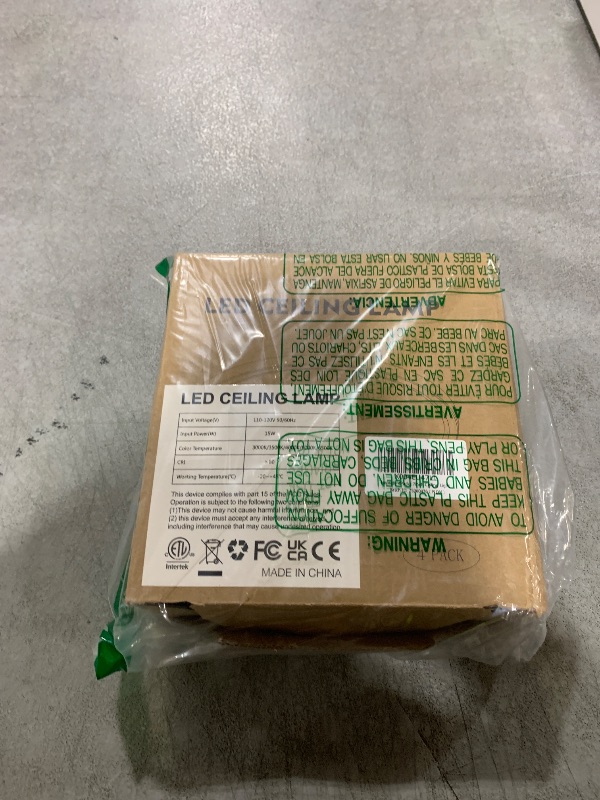 LED CEILING LAMP
LED CEILING LAMP
Input Voltage(V) 110-130V 50/60Hz
Input Power(W) 15W
Color Temperature
CRI
Working Temperature(°C)
This device complies with part 15 of the
Operation is subject to the following
(1)This device may not cause harmful
(2) this device must accept any interference
including interference that may cause undesired operation
Intertek
FC UK CA CE
MADE IN CHINA
4 PACK
WARNING:
TO AVOID DANGER OF SUFFOCATION,
KEEP THIS PLASTIC BAG AWAY FROM
BABIES AND CHILDREN. DO NOT USE
THIS BAG IN CRIBS, BEDS, CARRIAGES
OR PLAY PENS. THIS BAG IS NOT A TOY.
AVERTISSEMENT:
POUR EVITER TOUT RISQUE D'ETOUFFEMENT
GARDEZ CE SAC EN PLASTIQUE LOIN DES
BEBES ET LES ENFANTS. N'UTILISEZ PAS CE
SAC DANS LES BERCEAUX, LITS, CHARIOTS OU
PARC AU BEBE. CE SAC N'EST PAS UN JOUET.
ADVERTENCIA:
PARA EVITAR EL PELIGRO DE ASFIXIA, MANTENGA
ESTA BOLSA DE PLASTICO FUERA DEL ALCANCE
DE BEBES Y NINOS. NO USAR ESTA BOLSA EN